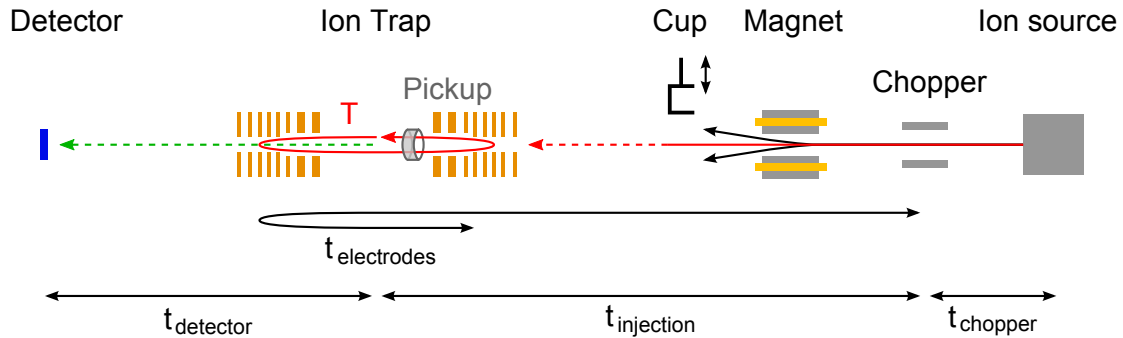 Detector
Ion Trap
Cup
Magnet
Ion source
Chopper
Pickup
T
t_electrodes
t_detector
t_injection
t_chopper